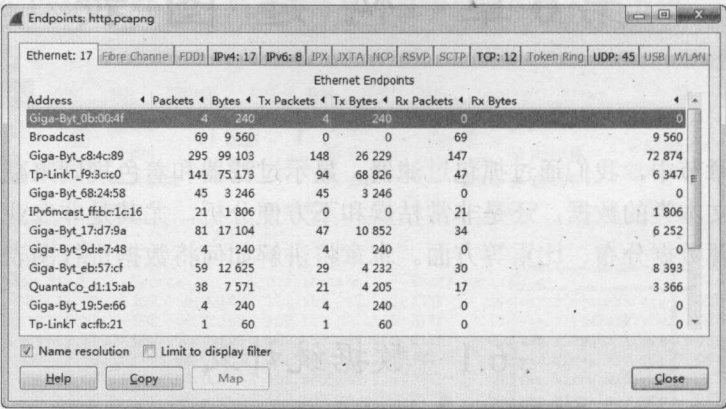 Endpoints: http.pcapng
Ethernet: 17 Fibre Channe FDDI IPv4: 17 IPv6: 8 IPX JXTA NCP RSVP SCTP TCP: 12 Token Ring UDP: 45 USB WLAN
Ethernet Endpoints
Address Packets Bytes Tx Packets Tx Bytes Rx Packets Rx Bytes
Giga-Byt_0b:00:4f 4 240 4 240 0 0
Broadcast 69 9 560 0 0 69 9 560
Giga-Byt_c8:4c:89 295 99 103 148 26 229 147 72 874
Tp-LinkT_f9:3c:c0 141 75 173 94 68 826 47 6 347
Giga-Byt_68:24:58 45 3 246 45 3 246 0 0
IPv6mcast_ff:bf:c1:16 21 1 806 0 0 21 1 806
Giga-Byt_17:d7:9a 81 17 104 47 10 852 34 6 252
Giga-Byt_9d:e7:48 4 240 4 240 0 0
Giga-Byt_eb:57:cf 59 12 625 29 4 232 30 8 393
QuantaCo_d1:15:ab 38 7 571 21 4 205 17 3 366
Giga-Byt_19:5e:66 4 240 4 240 0 0
Tp-LinkT_ac:fb:21 1 60 1 60 0 0
Name resolution Limit to display filter
Help Copy Map Close